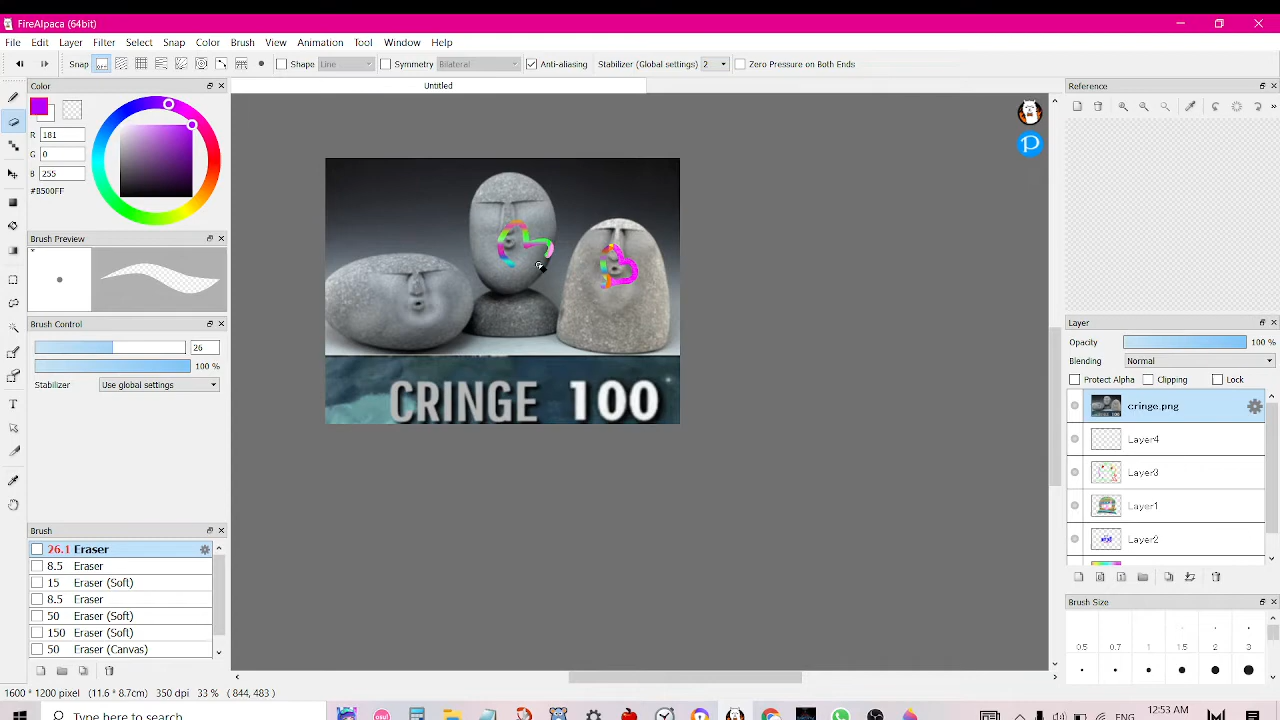 FireAlpaca (64bit)
File Edit Layer Filter Select Snap Color Brush View Animation Tool Window Help
Snap Shape Line Symmetry Bilateral Anti-aliasing Stabilizer (Global settings) 2 Zero Pressure on Both Ends
Color
Untitled
Reference
R 181
G 0
B 255
#B500FF
Brush Preview
Brush Control
26
100 %
Stabilizer Use global settings
CRINGE 100
Layer
Opacity 100 %
Blending Normal
Protect Alpha Clipping Lock
cringe.png
Layer4
Layer3
Layer1
Layer2
Brush
26.1 Eraser
8.5 Eraser
15 Eraser (Soft)
8.5 Eraser
50 Eraser (Soft)
150 Eraser (Soft)
50 Eraser (Canvas)
Brush Size
0.5 0.7 1 1.5 2 3
1600 * 1200 pixel (11.6 * 8.7cm) 350 dpi 33 % ( 844, 483 )
Type here to search
12:53 AM